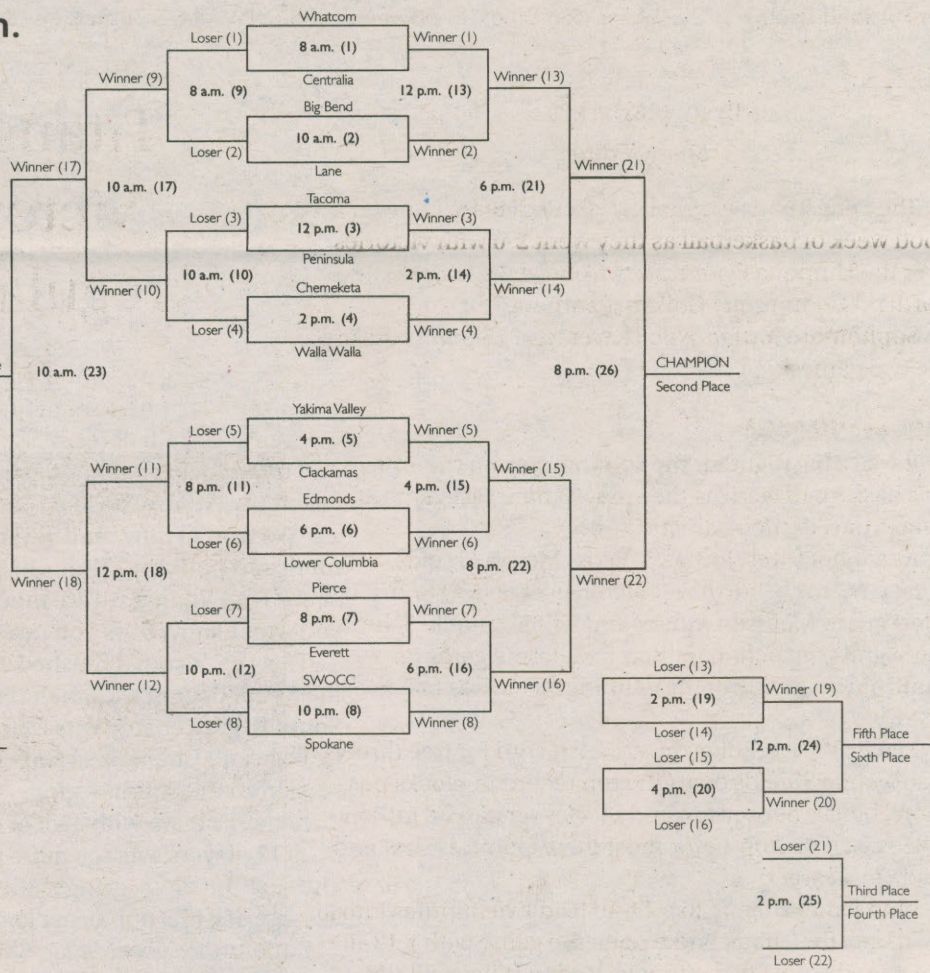 n.
Whatcom
Loser (1)
8 a.m. (1)
Winner (1)
Winner (9)
Centralia
Winner (13)
8 a.m. (9)
12 p.m. (13)
Big Bend
10 a.m. (2)
Loser (2)
Winner (2)
Lane
Winner (17)
Winner (21)
10 a.m. (17)
6 p.m. (21)
Tacoma
Loser (3)
12 p.m. (3)
Winner (3)
Peninsula
10 a.m. (10)
2 p.m. (14)
Winner (10)
Chemeketa
Winner (14)
2 p.m. (4)
Loser (4)
Winner (4)
Walla Walla
10 a.m. (23)
8 p.m. (26)
CHAMPION
Second Place
Yakima Valley
Loser (5)
4 p.m. (5)
Winner (5)
Winner (11)
Clackamas
Winner (15)
8 p.m. (11)
4 p.m. (15)
Edmonds
6 p.m. (6)
Loser (6)
Winner (6)
Lower Columbia
12 p.m. (18)
8 p.m. (22)
Winner (18)
Winner (22)
Pierce
Loser (7)
8 p.m. (7)
Winner (7)
Everett
10 p.m. (12)
6 p.m. (16)
Winner (12)
SWOCC
Winner (16)
10 p.m. (8)
Loser (8)
Winner (8)
Spokane
Loser (13)
2 p.m. (19)
Winner (19)
Loser (14)
Fifth Place
12 p.m. (24)
Sixth Place
Loser (15)
4 p.m. (20)
Winner (20)
Loser (16)
Loser (21)
Third Place
2 p.m. (25)
Fourth Place
Loser (22)